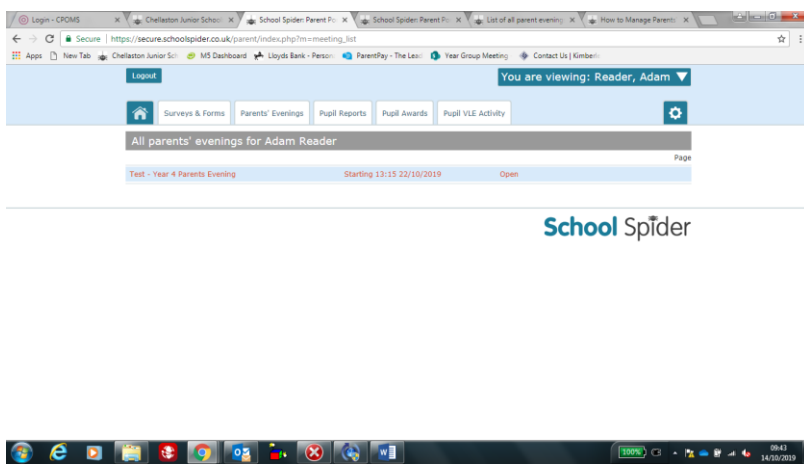 Login - CPOMS
Chellaston Junior School
School Spider: Parent Po
School Spider: Parent Po
List of all parent evening
How to Manage Parents
Secure https://secure.schoolspider.co.uk/parent/index.php?m=meeting_list
Apps New Tab Chellaston Junior Sch M5 Dashboard Lloyds Bank - Person ParentPay - The Lead Year Group Meeting Contact Us | Kimberl
Logout
You are viewing: Reader, Adam ▼
Surveys & Forms Parents' Evenings Pupil Reports Pupil Awards Pupil VLE Activity
All parents' evenings for Adam Reader
Page
Test - Year 4 Parents Evening Starting 13:15 22/10/2019 Open
School Spider
100%
09:43
14/10/2019